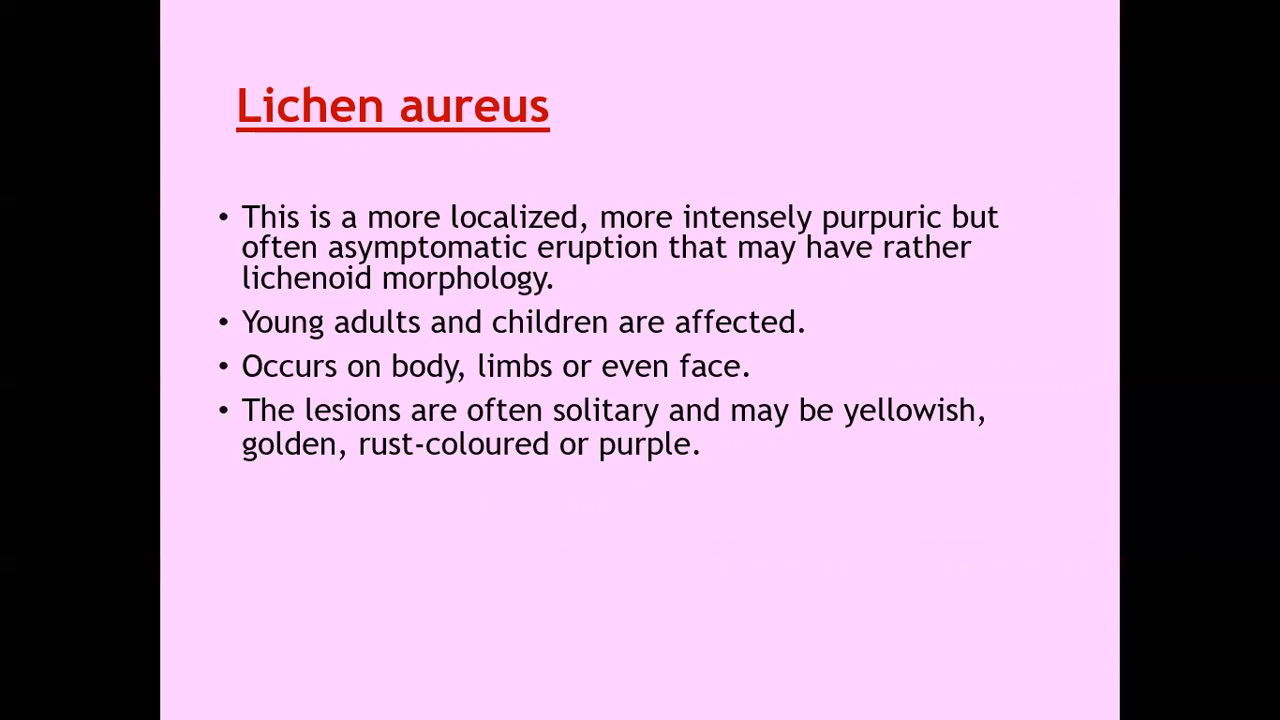 Lichen aureus
• This is a more localized, more intensely purpuric but
often asymptomatic eruption that may have rather
lichenoid morphology.
• Young adults and children are affected.
• Occurs on body, limbs or even face.
• The lesions are often solitary and may be yellowish,
golden, rust-coloured or purple.